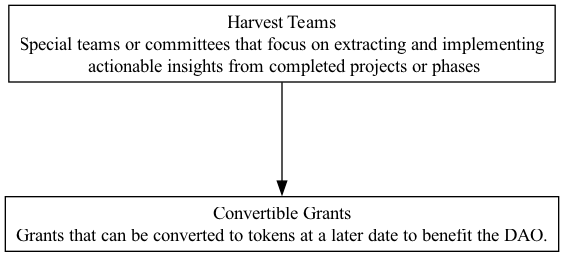 Harvest Teams
Special teams or committees that focus on extracting and implementing
actionable insights from completed projects or phases
Convertible Grants
Grants that can be converted to tokens at a later date to benefit the DAO.